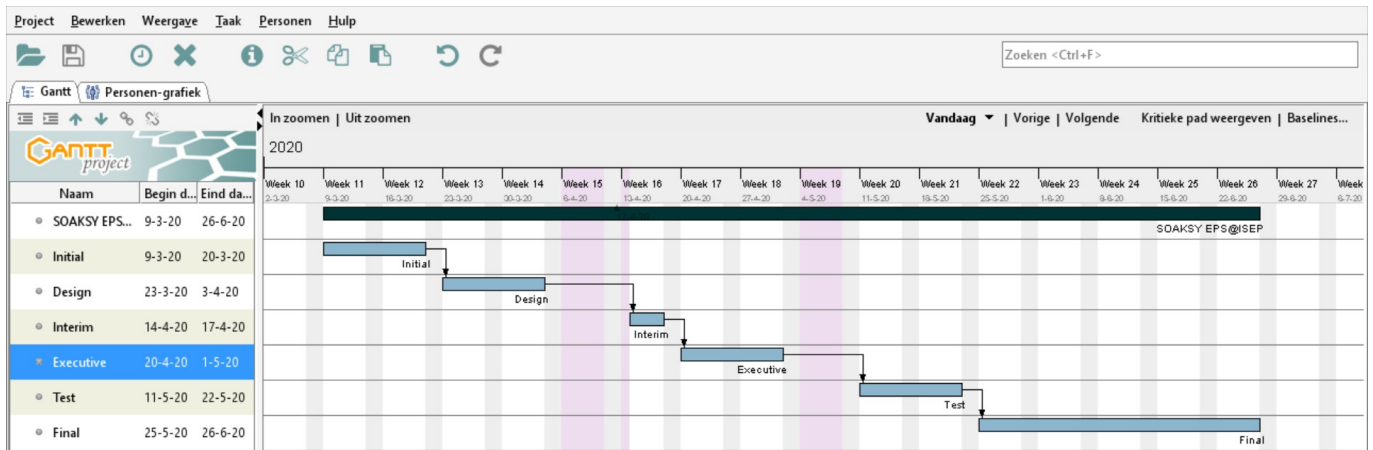 Project Bewerken Weergave Taak Personen Hulp
Zoeken <Ctrl+F>
Gantt Personen-grafiek
In zoomen | Uit zoomen Vandaag | Vorige | Volgende Kritieke pad weergeven | Baselines...
GANTT project
2020
Week 10 Week 11 Week 12 Week 13 Week 14 Week 15 Week 16 Week 17 Week 18 Week 19 Week 20 Week 21 Week 22 Week 23 Week 24 Week 25 Week 26 Week 27 Week
2-3-20 9-3-20 16-3-20 23-3-20 30-3-20 6-4-20 13-4-20 20-4-20 27-4-20 4-5-20 11-5-20 18-5-20 25-5-20 1-6-20 8-6-20 15-6-20 22-6-20 29-6-20 6-7-20
Naam Begin d... Eind da...
SOAKSY EPS... 9-3-20 26-6-20
SOAKSY EPS@ISEP
Initial 9-3-20 20-3-20
Initial
Design 23-3-20 3-4-20
Design
Interim 14-4-20 17-4-20
Interim
Executive 20-4-20 1-5-20
Executive
Test 11-5-20 22-5-20
Test
Final 25-5-20 26-6-20
Final